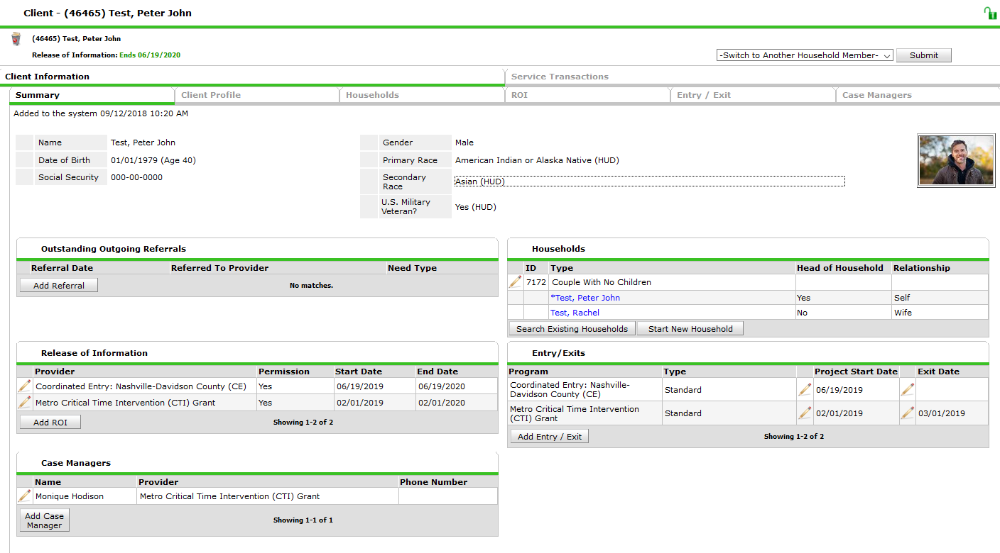 Client - (46465) Test, Peter John
(46465) Test, Peter John
Release of Information: Ends 06/19/2020
-Switch to Another Household Member- Submit
Client Information Service Transactions
Summary Client Profile Households ROI Entry / Exit Case Managers
Added to the system 09/12/2018 10:20 AM
Name Test, Peter John
Date of Birth 01/01/1979 (Age 40)
Social Security 000-00-0000
Gender Male
Primary Race American Indian or Alaska Native (HUD)
Secondary
Race
Asian (HUD)
U.S. Military
Veteran?
Yes (HUD)
Outstanding Outgoing Referrals
Referral Date Referred To Provider Need Type
Add Referral No matches.
Households
ID Type Head of Household Relationship
7172 Couple With No Children
*Test, Peter John Yes Self
Test, Rachel No Wife
Search Existing Households Start New Household
Release of Information
Provider Permission Start Date End Date
Coordinated Entry: Nashville-Davidson County (CE) Yes 06/19/2019 06/19/2020
Metro Critical Time Intervention (CTI) Grant Yes 02/01/2019 02/01/2020
Add ROI Showing 1-2 of 2
Entry/Exits
Program Type Project Start Date Exit Date
Coordinated Entry: Nashville-
Davidson County (CE)
Standard 06/19/2019
Metro Critical Time Intervention
(CTI) Grant
Standard 02/01/2019 03/01/2019
Add Entry / Exit Showing 1-2 of 2
Case Managers
Name Provider Phone Number
Monique Hodison Metro Critical Time Intervention (CTI) Grant
Add Case
Manager
Showing 1-1 of 1